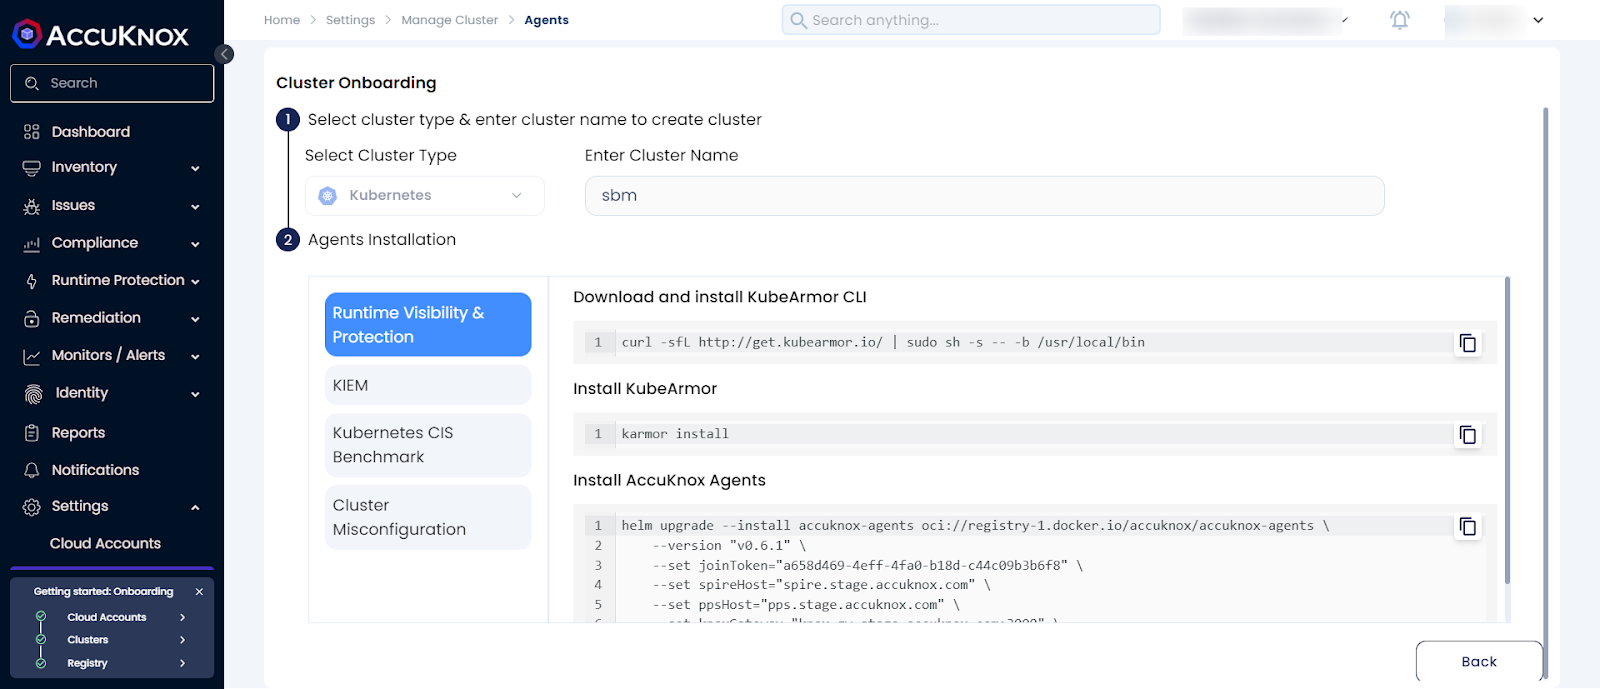 ACCUKNOX
Search
Dashboard
Inventory
Issues
Compliance
Runtime Protection
Remediation
Monitors / Alerts
Identity
Reports
Notifications
Settings
Cloud Accounts
Getting started: Onboarding
Cloud Accounts
Clusters
Registry
Home > Settings > Manage Cluster > Agents
Search anything...
Cluster Onboarding
1 Select cluster type & enter cluster name to create cluster
Select Cluster Type
Enter Cluster Name
Kubernetes
sbm
2 Agents Installation
Runtime Visibility &
Protection
KIEM
Kubernetes CIS
Benchmark
Cluster
Misconfiguration
Download and install KubeArmor CLI
1 curl -sfL http://get.kubearmor.io/ | sudo sh -s -- -b /usr/local/bin
Install KubeArmor
1 karmor install
Install AccuKnox Agents
1 helm upgrade --install accuknox-agents oci://registry-1.docker.io/accuknox/accuknox-agents \
2 --version "v0.6.1" \
3 --set joinToken="a658d469-4eff-4fa0-b18d-c44c09b3b6f8" \
4 --set spireHost="spire.stage.accuknox.com" \
5 --set ppsHost="pps.stage.accuknox.com" \
Back